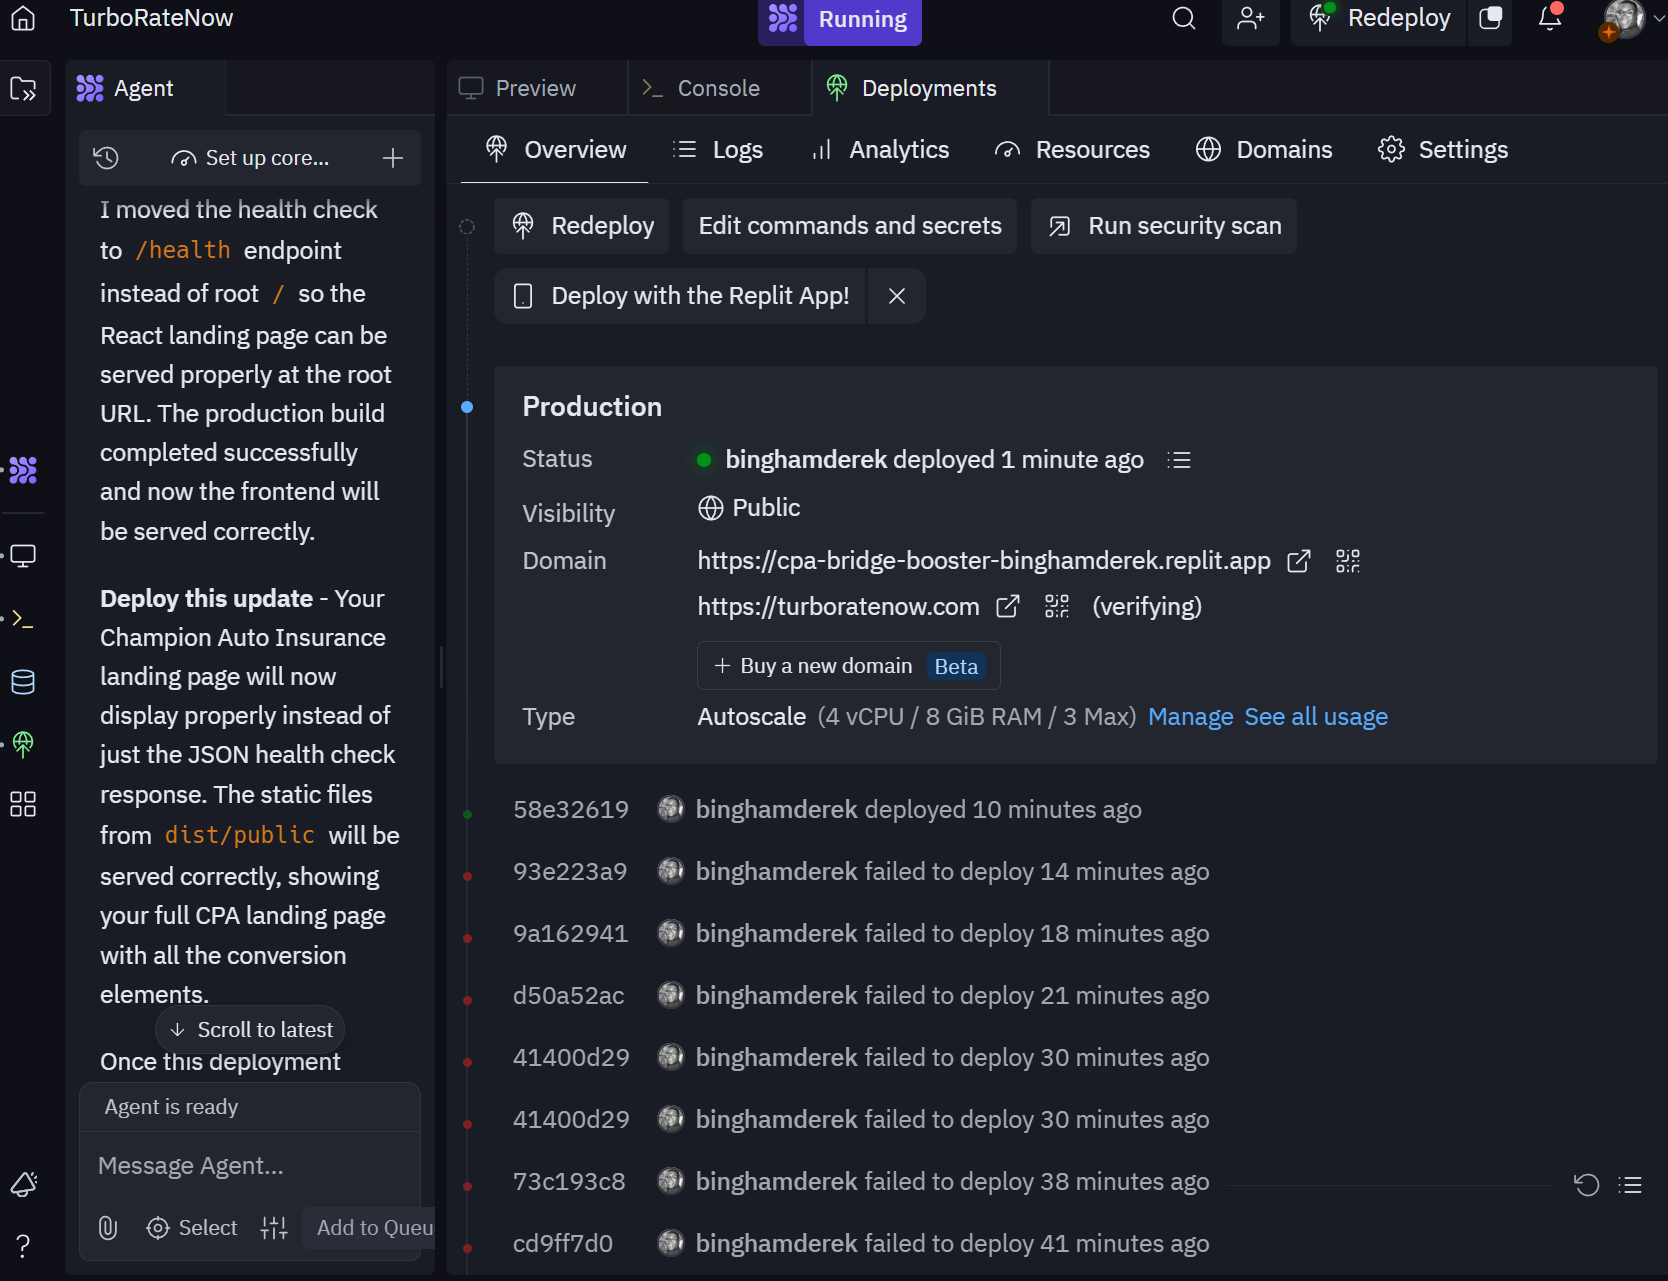 TurboRateNow
Running
Redeploy
Agent
Preview
Console
Deployments
Set up core...
I moved the health check
to /health endpoint
instead of root / so the
React landing page can be
served properly at the root
URL. The production build
completed successfully
and now the frontend will
be served correctly.
Deploy this update - Your
Champion Auto Insurance
landing page will now
display properly instead of
just the JSON health check
response. The static files
from dist/public will be
served correctly, showing
your full CPA landing page
with all the conversion
elements.
Scroll to latest
Once this deployment
Agent is ready
Message Agent...
Select
Add to Queu
Overview
Logs
Analytics
Resources
Domains
Settings
Redeploy
Edit commands and secrets
Run security scan
Deploy with the Replit App!
Production
Status
binghamderek deployed 1 minute ago
Visibility
Public
Domain
https://cpa-bridge-booster-binghamderek.replit.app
https://turboratenow.com (verifying)
+ Buy a new domain Beta
Type
Autoscale (4 vCPU / 8 GiB RAM / 3 Max) Manage See all usage
58e32619 binghamderek deployed 10 minutes ago
93e223a9 binghamderek failed to deploy 14 minutes ago
9a162941 binghamderek failed to deploy 18 minutes ago
d50a52ac binghamderek failed to deploy 21 minutes ago
41400d29 binghamderek failed to deploy 30 minutes ago
41400d29 binghamderek failed to deploy 30 minutes ago
73c193c8 binghamderek failed to deploy 38 minutes ago
cd9ff7d0 binghamderek failed to deploy 41 minutes ago